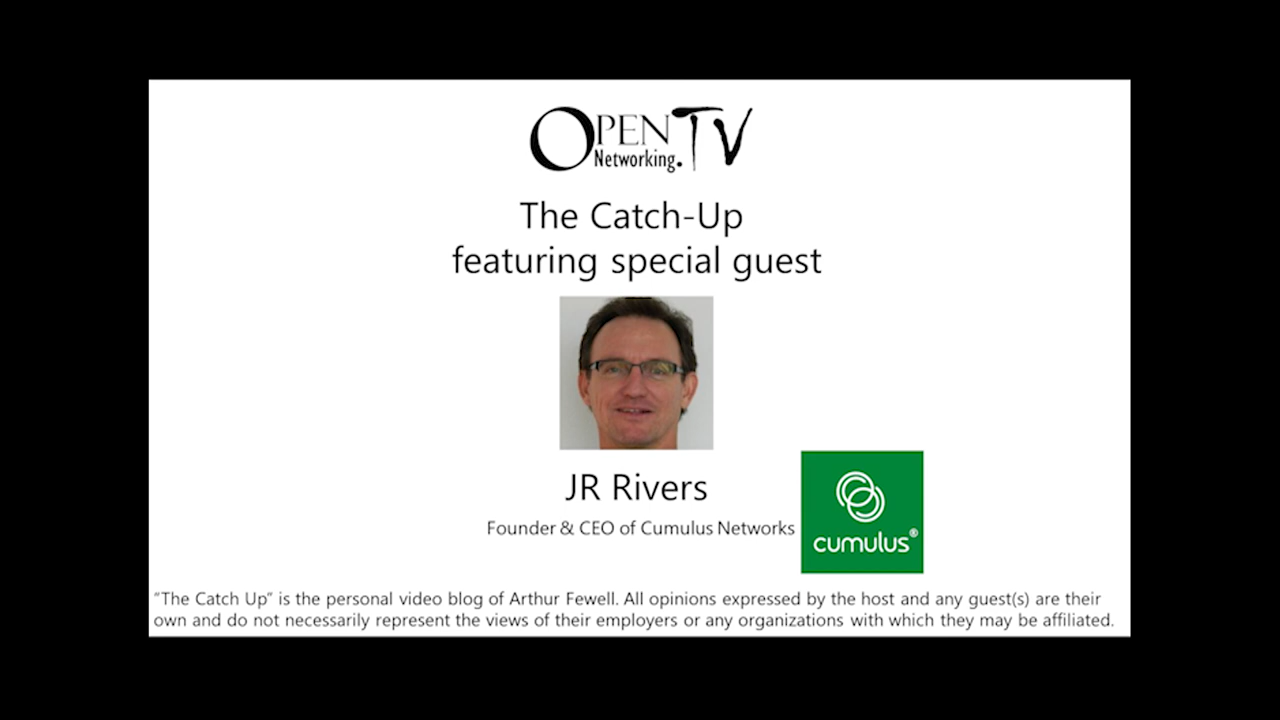 OPEN
Networking.TV
The Catch-Up
featuring special guest
JR Rivers
Founder & CEO of Cumulus Networks
cumulus®
"The Catch Up" is the personal video blog of Arthur Fewell. All opinions expressed by the host and any guest(s) are their
own and do not necessarily represent the views of their employers or any organizations with which they may be affiliated.